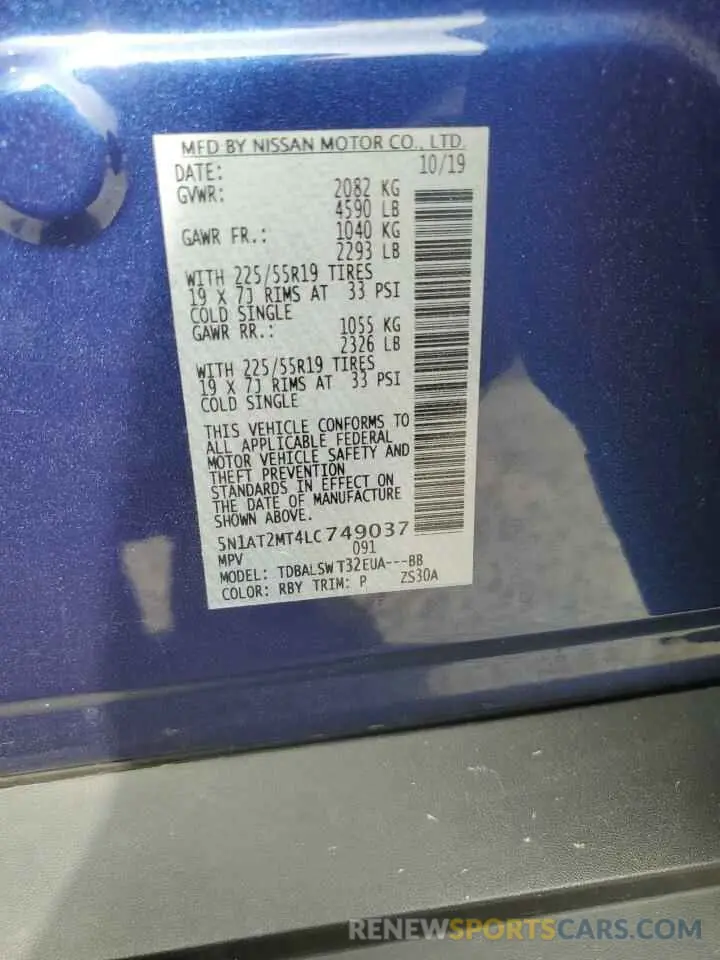 MFD BY NISSAN MOTOR CO., LTD.
DATE: 10/19
GVWR: 2082 KG
4590 LB
GAWR FR.: 1040 KG
2293 LB
WITH 225/55R19 TIRES
19 X 7J RIMS AT 33 PSI
COLD SINGLE
GAWR RR.: 1055 KG
2326 LB
WITH 225/55R19 TIRES
19 X 7J RIMS AT 33 PSI
COLD SINGLE
THIS VEHICLE CONFORMS TO
ALL APPLICABLE FEDERAL
MOTOR VEHICLE SAFETY AND
THEFT PREVENTION
STANDARDS IN EFFECT ON
THE DATE OF MANUFACTURE
SHOWN ABOVE.
5N1AT2MT4LC749037
MPV 091
MODEL: TDBALSW T32EUA---BB
COLOR: RBY TRIM: P ZS30A
RENEWSPORTSCARS.COM